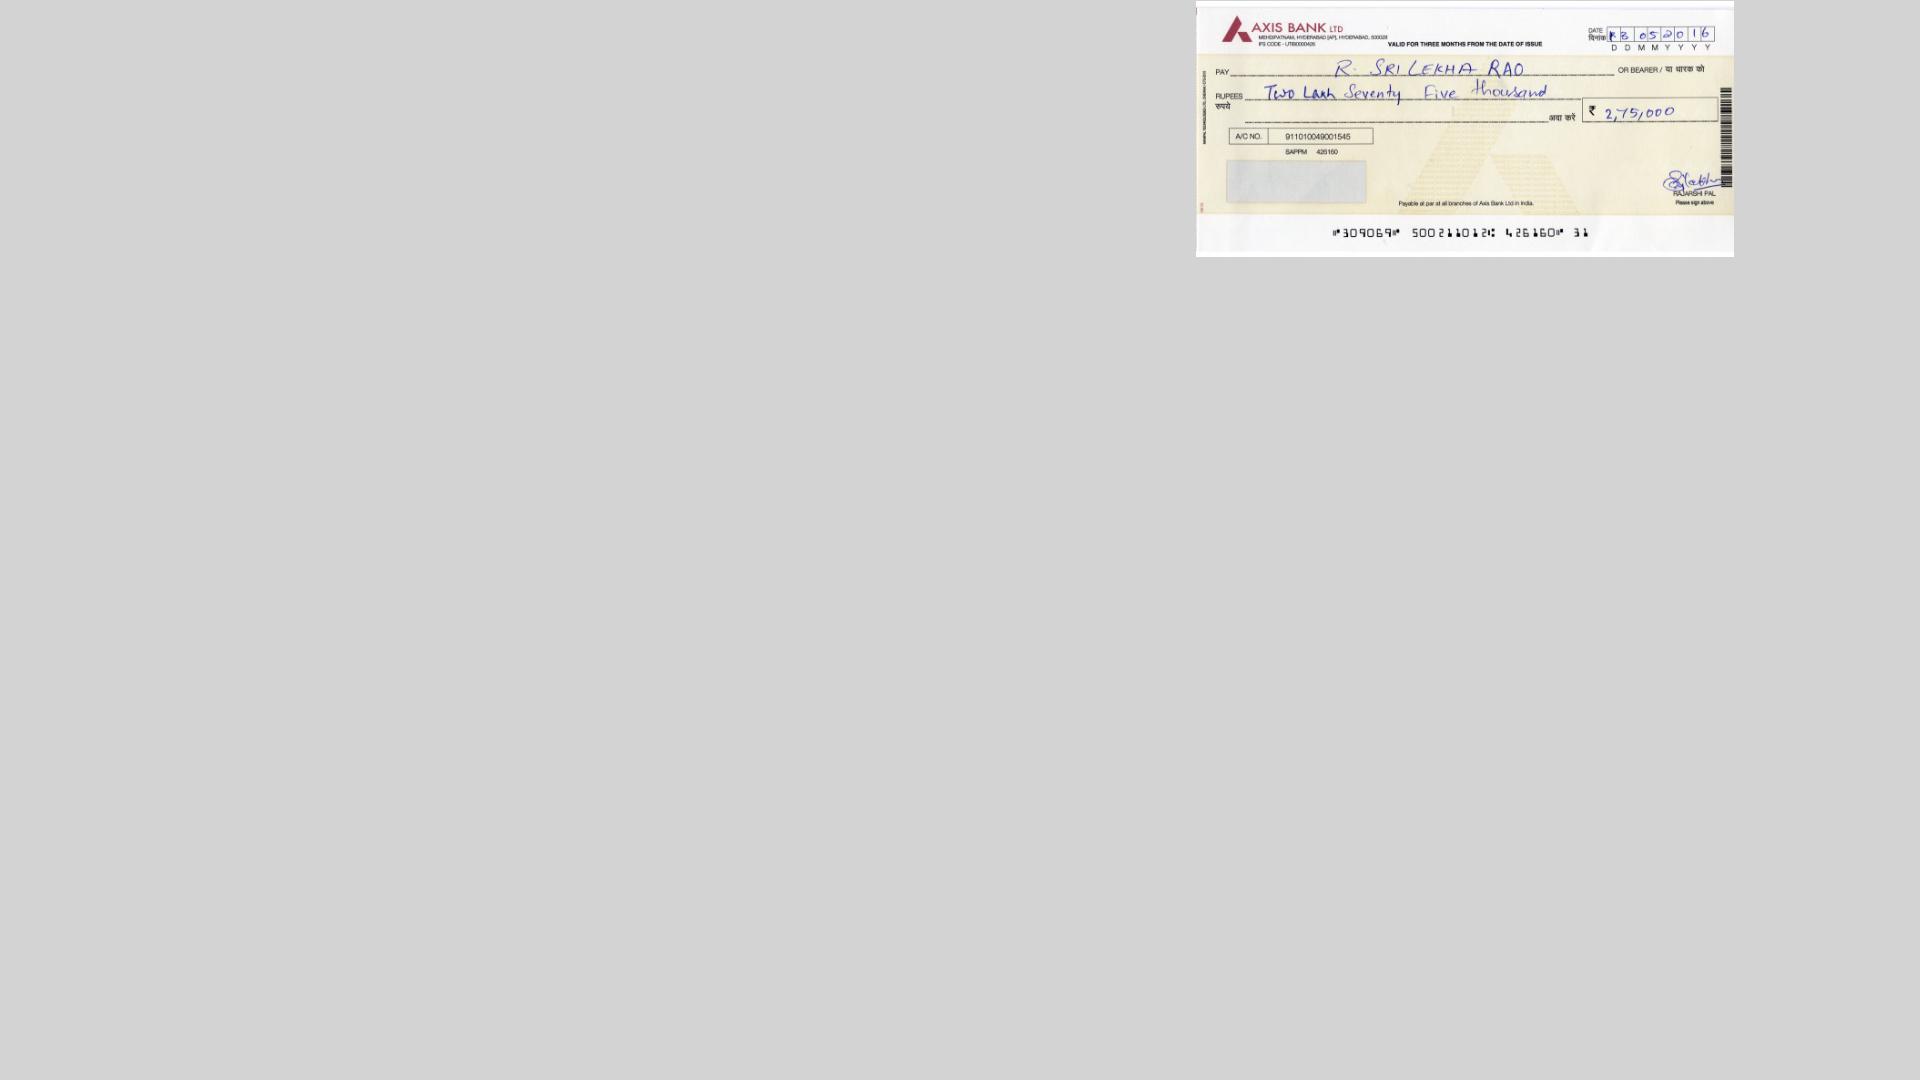 AXIS BANK LTD
MEHDIPATNAM, HYDERABAD [AP], HYDERABAD, 500028
IFS CODE - UTIB0000426
VALID FOR THREE MONTHS FROM THE DATE OF ISSUE
DATE दिनांक 052016
D D M M Y Y Y Y
PAY R. SRI LEKHA RAO OR BEARER / या धारक को
RUPEES रुपये Two Lakh Seventy Five thousand
अदा करें ₹ 2,75,000
A/C NO. 911010049001545
SAPPM 426160
RAJARSHI PAL
Please sign above
Payable at par at all branches of Axis Bank Ltd in India.
⑈309069⑈ 500211012⑆ 426160⑈ 31